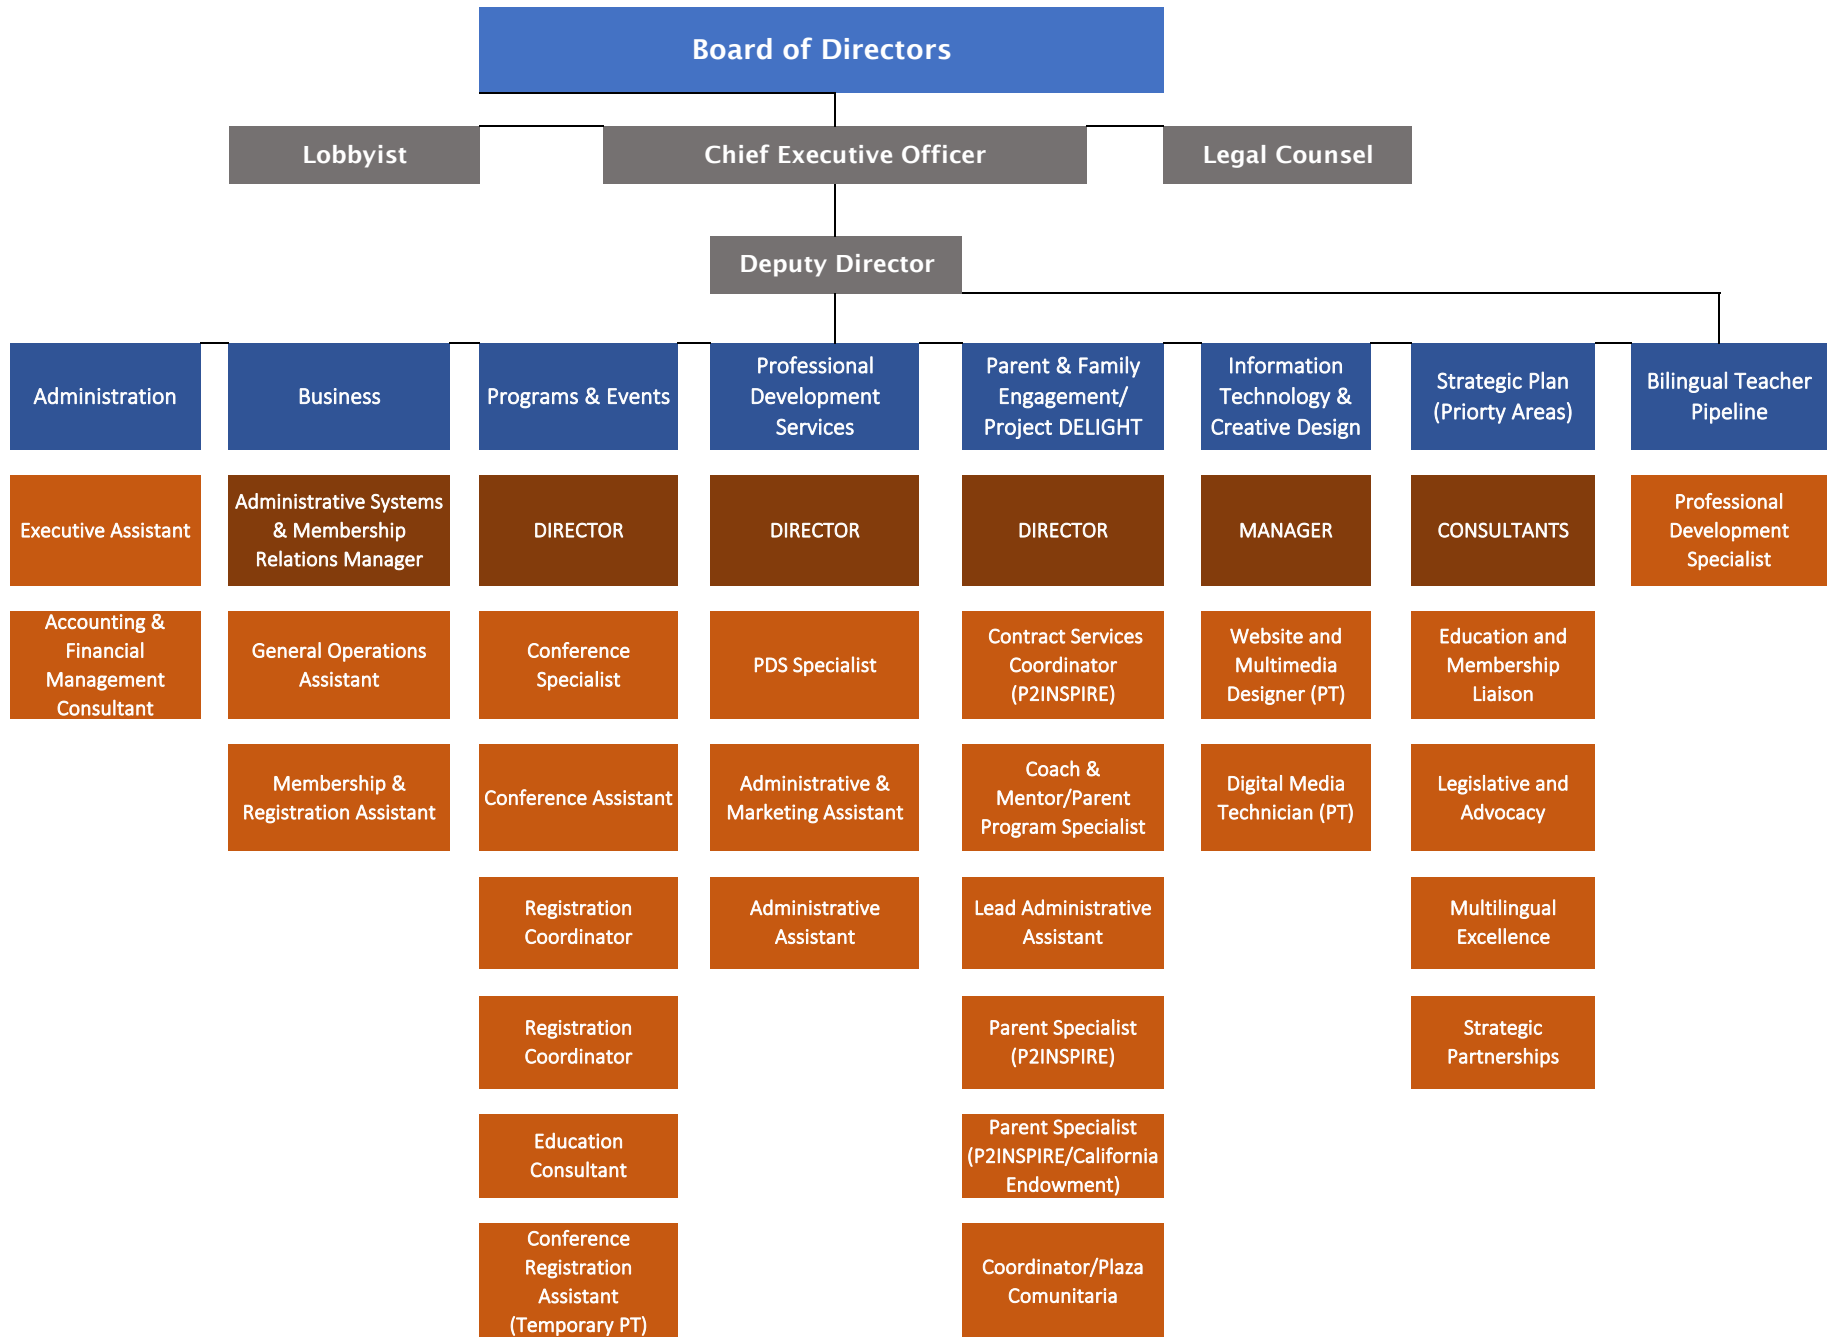 Board of Directors
Lobbyist
Chief Executive Officer
Legal Counsel
Deputy Director
Administration
Business
Programs & Events
Professional
Development
Services
Parent & Family
Engagement/
Project DELIGHT
Information
Technology &
Creative Design
Strategic Plan
(Priorty Areas)
Bilingual Teacher
Pipeline
Executive Assistant
Administrative Systems
& Membership
Relations Manager
DIRECTOR
DIRECTOR
DIRECTOR
MANAGER
CONSULTANTS
Professional
Development
Specialist
Accounting &
Financial
Management
Consultant
General Operations
Assistant
Conference
Specialist
PDS Specialist
Contract Services
Coordinator
(P2INSPIRE)
Website and
Multimedia
Designer (PT)
Education and
Membership
Liaison
Membership &
Registration Assistant
Conference Assistant
Administrative &
Marketing Assistant
Coach &
Mentor/Parent
Program Specialist
Digital Media
Technician (PT)
Legislative and
Advocacy
Registration
Coordinator
Administrative
Assistant
Lead Administrative
Assistant
Multilingual
Excellence
Registration
Coordinator
Parent Specialist
(P2INSPIRE)
Strategic
Partnerships
Education
Consultant
Parent Specialist
(P2INSPIRE/California
Endowment)
Conference
Registration
Assistant
(Temporary PT)
Coordinator/Plaza
Comunitaria